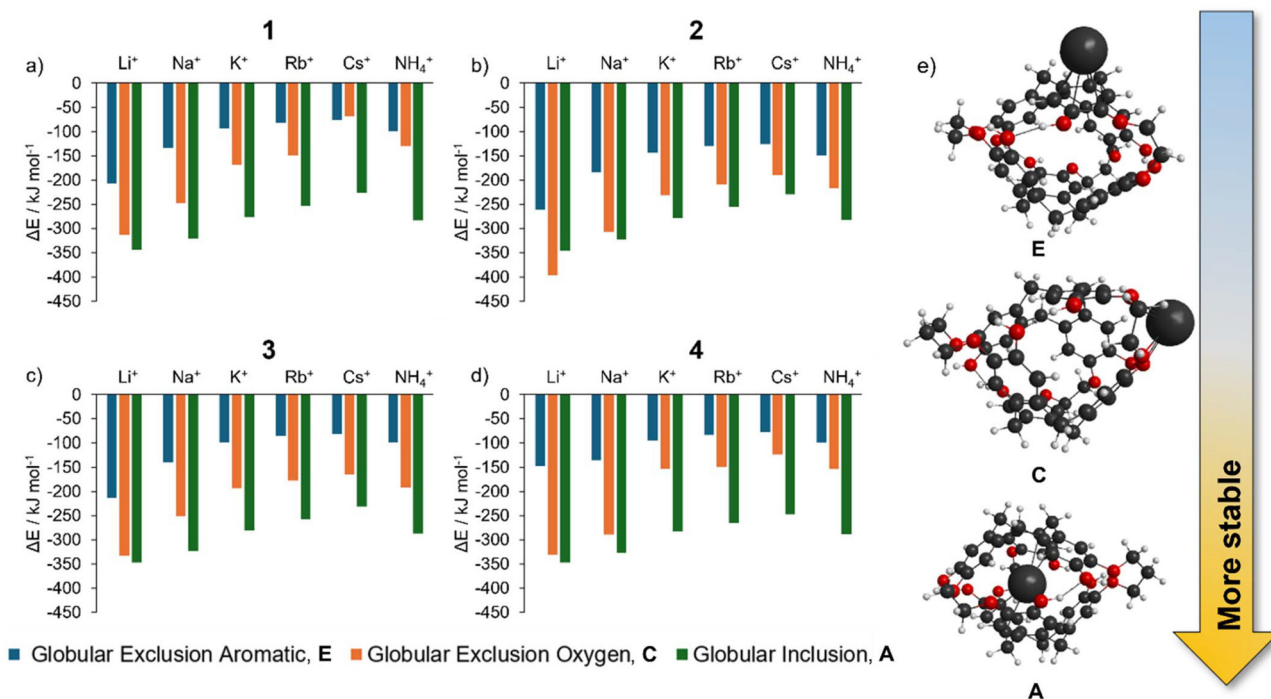 1
a)
Li⁺ Na⁺ K⁺ Rb⁺ Cs⁺ NH₄⁺
0
-50
-100
-150
-200
-250
-300
-350
-400
-450
ΔE / kJ mol⁻¹
2
b)
Li⁺ Na⁺ K⁺ Rb⁺ Cs⁺ NH₄⁺
0
-50
-100
-150
-200
-250
-300
-350
-400
-450
ΔE / kJ mol⁻¹
3
c)
Li⁺ Na⁺ K⁺ Rb⁺ Cs⁺ NH₄⁺
0
-50
-100
-150
-200
-250
-300
-350
-400
-450
ΔE / kJ mol⁻¹
4
d)
Li⁺ Na⁺ K⁺ Rb⁺ Cs⁺ NH₄⁺
0
-50
-100
-150
-200
-250
-300
-350
-400
-450
ΔE / kJ mol⁻¹
Globular Exclusion Aromatic, E Globular Exclusion Oxygen, C Globular Inclusion, A
e)
E
C
A
More stable